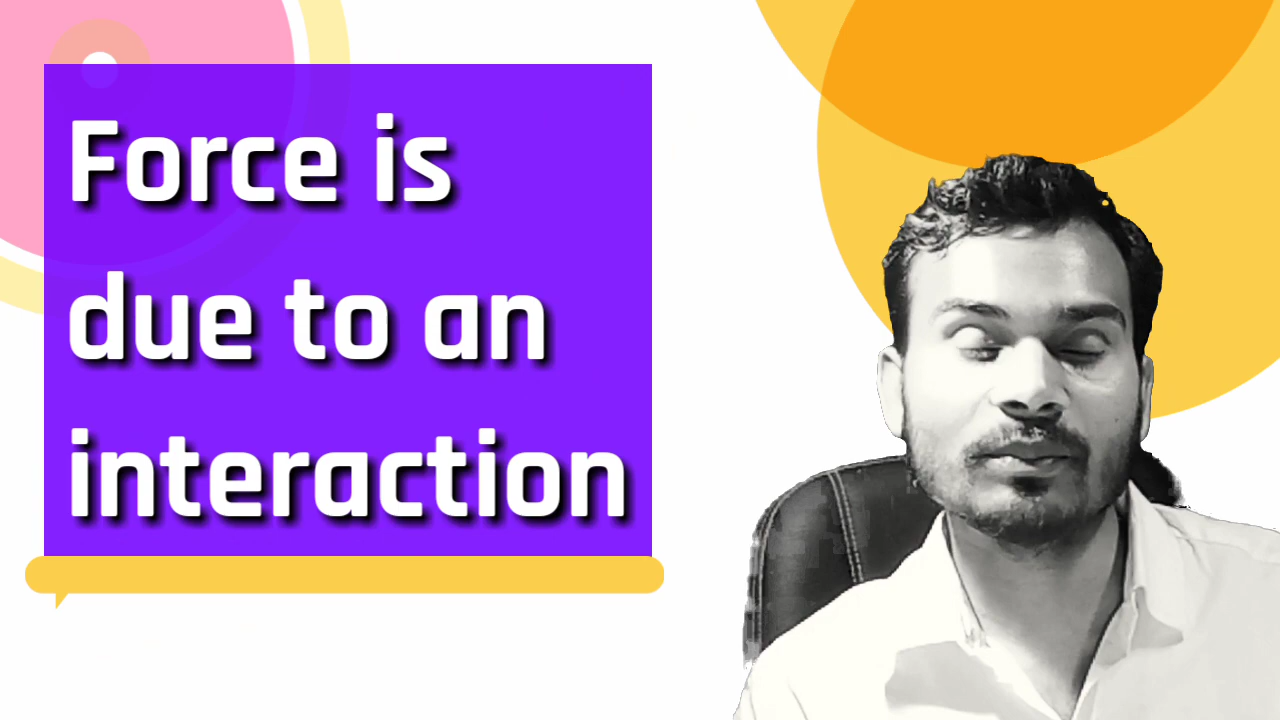 Force is
due to an
interaction